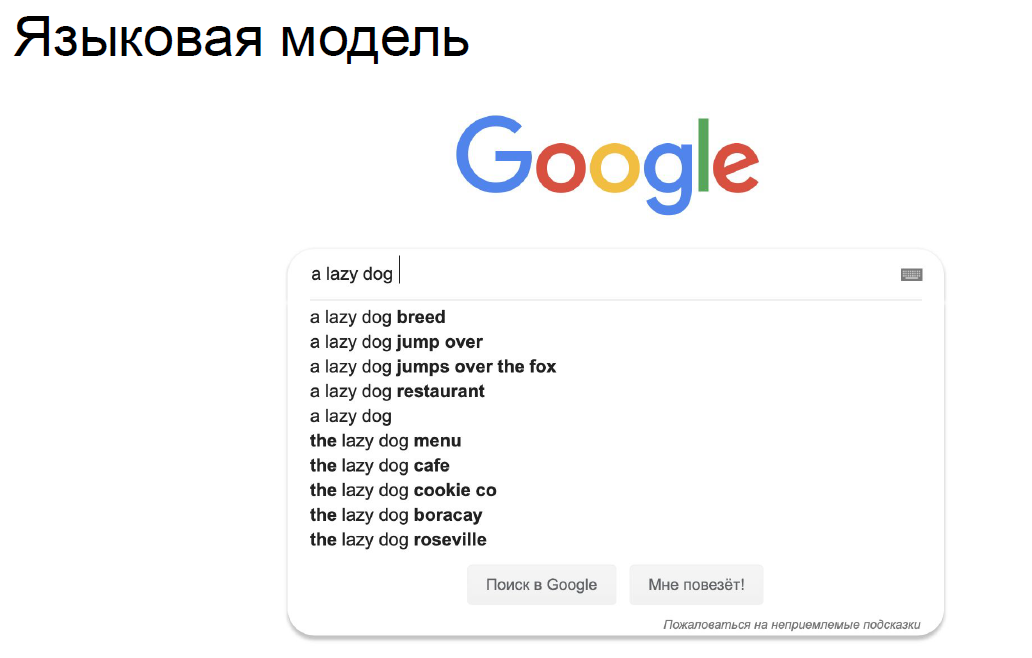 Языковая модель
Google
a lazy dog
a lazy dog breed
a lazy dog jump over
a lazy dog jumps over the fox
a lazy dog restaurant
a lazy dog
the lazy dog menu
the lazy dog cafe
the lazy dog cookie co
the lazy dog boracay
the lazy dog roseville
Поиск в Google Мне повезёт!
Пожаловаться на неприемлемые подсказки